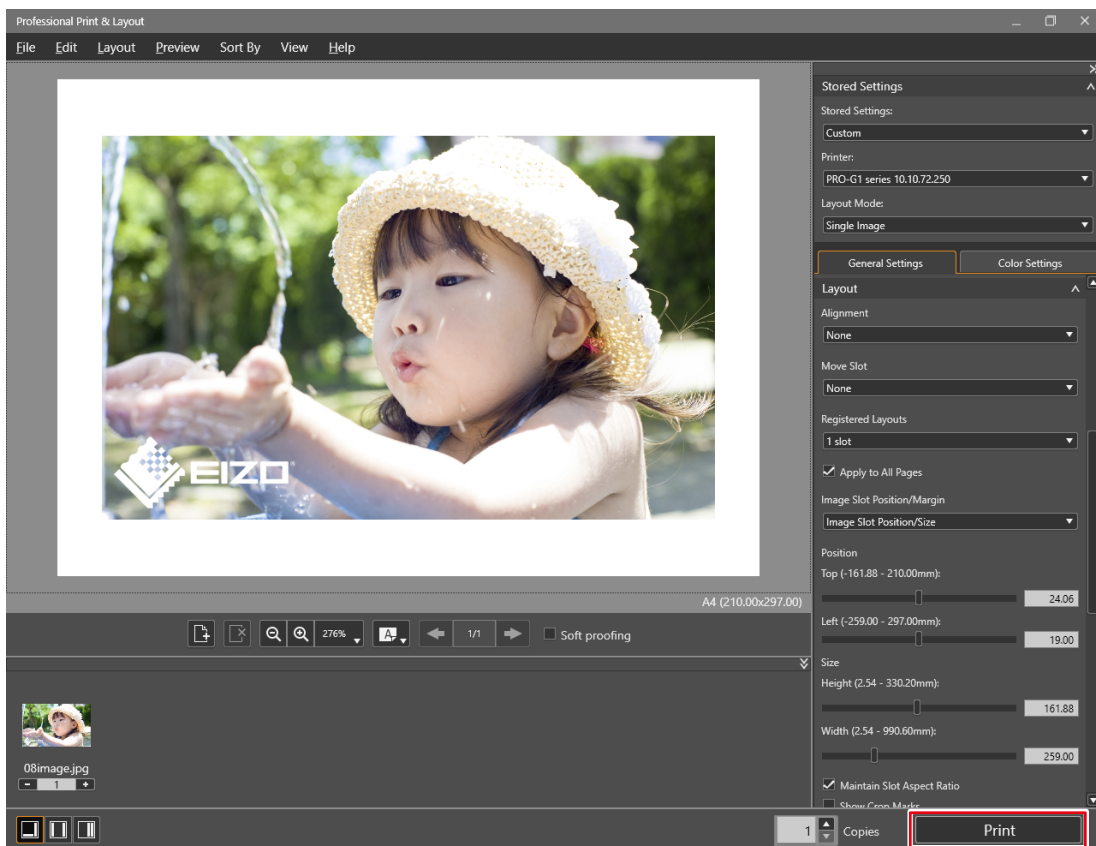 Professional Print & Layout
File Edit Layout Preview Sort By View Help
EIZO
A4 (210.00x297.00)
276% A 1/1 Soft proofing
08image.jpg
- 1 +
Stored Settings
Stored Settings:
Custom
Printer:
PRO-G1 series 10.10.72.250
Layout Mode:
Single Image
General Settings Color Settings
Layout
Alignment
None
Move Slot
None
Registered Layouts
1 slot
Apply to All Pages
Image Slot Position/Margin
Image Slot Position/Size
Position
Top (-161.88 - 210.00mm):
24.06
Left (-259.00 - 297.00mm):
19.00
Size
Height (2.54 - 330.20mm):
161.88
Width (2.54 - 990.60mm):
259.00
Maintain Slot Aspect Ratio
Show Crop Marks
1 Copies Print